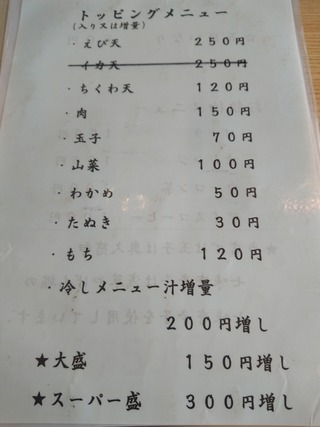 トッピングメニュー
(入り又は増量)
・えび天 250円
・イカ天 250円
・ちくわ天 120円
・肉 150円
・玉子 70円
・山菜 100円
・わかめ 50円
・たぬき 30円
・もち 120円
・冷しメニュー汁増量
200円増し
★大盛 150円増し
★スーパー盛 300円増し